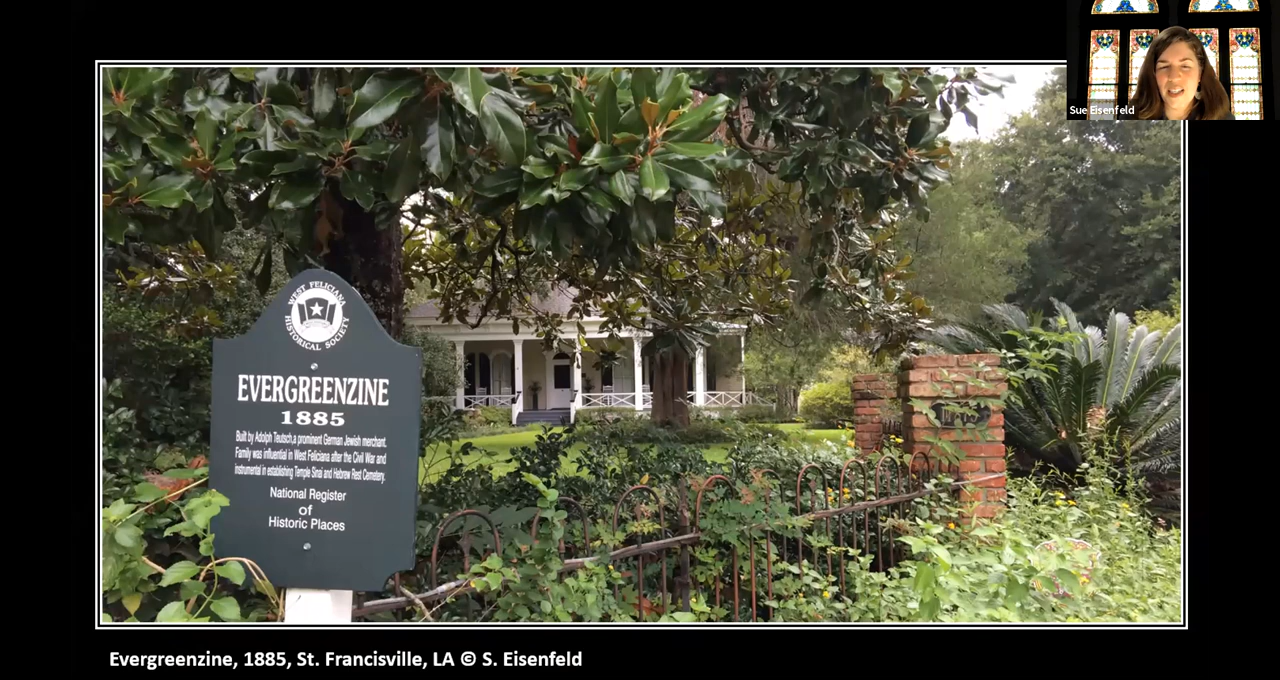 Sue Eisenfeld
WEST FELICIANA
HISTORICAL SOCIETY
EVERGREENZINE
1885
Built by Adolph Teutsch,a prominent German Jewish merchant.
Family was influential in West Feliciana after the Civil War and
instrumental in establishing Temple Sinai and Hebrew Rest Cemetery.
National Register
of
Historic Places
Evergreenzine, 1885, St. Francisville, LA © S. Eisenfeld